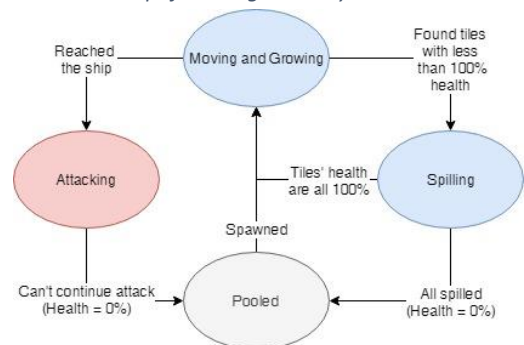 Reached
the ship
Moving and Growing
Found tiles
with less
than 100%
health
Attacking
Tiles' health
are all 100%
Spilling
Spawned
Can't continue attack
(Health = 0%)
Pooled
All spilled
(Health = 0%)